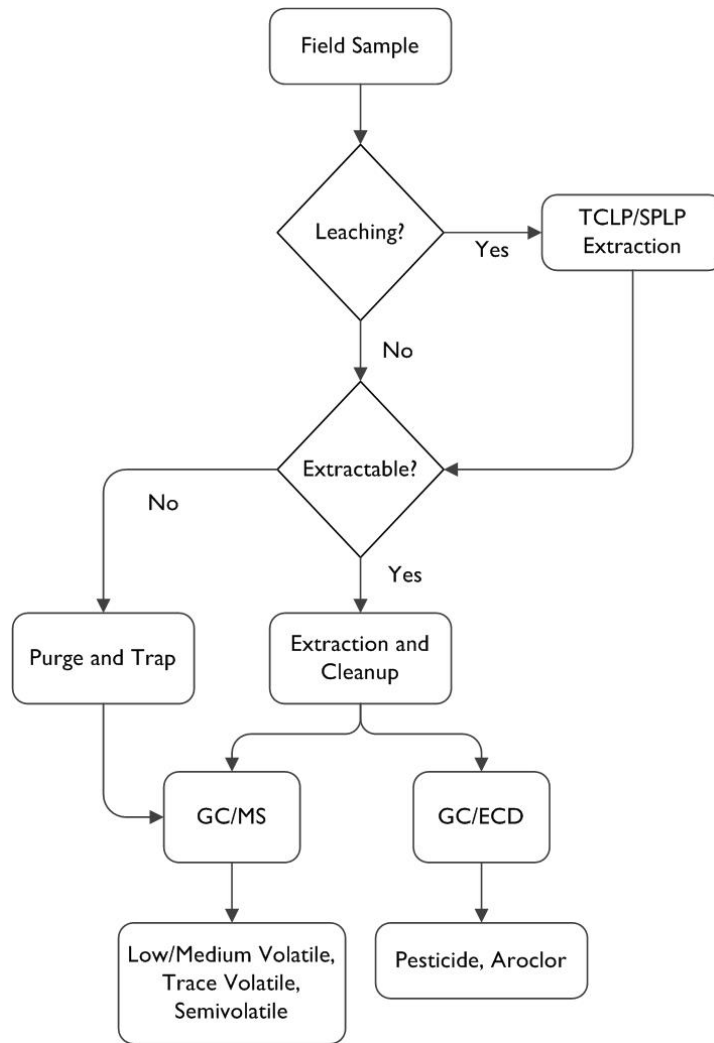 Field Sample
Leaching?
Yes
TCLP/SPLP
Extraction
No
Extractable?
No
Yes
Purge and Trap
Extraction and
Cleanup
GC/MS
GC/ECD
Low/Medium Volatile,
Trace Volatile,
Semivolatile
Pesticide, Aroclor